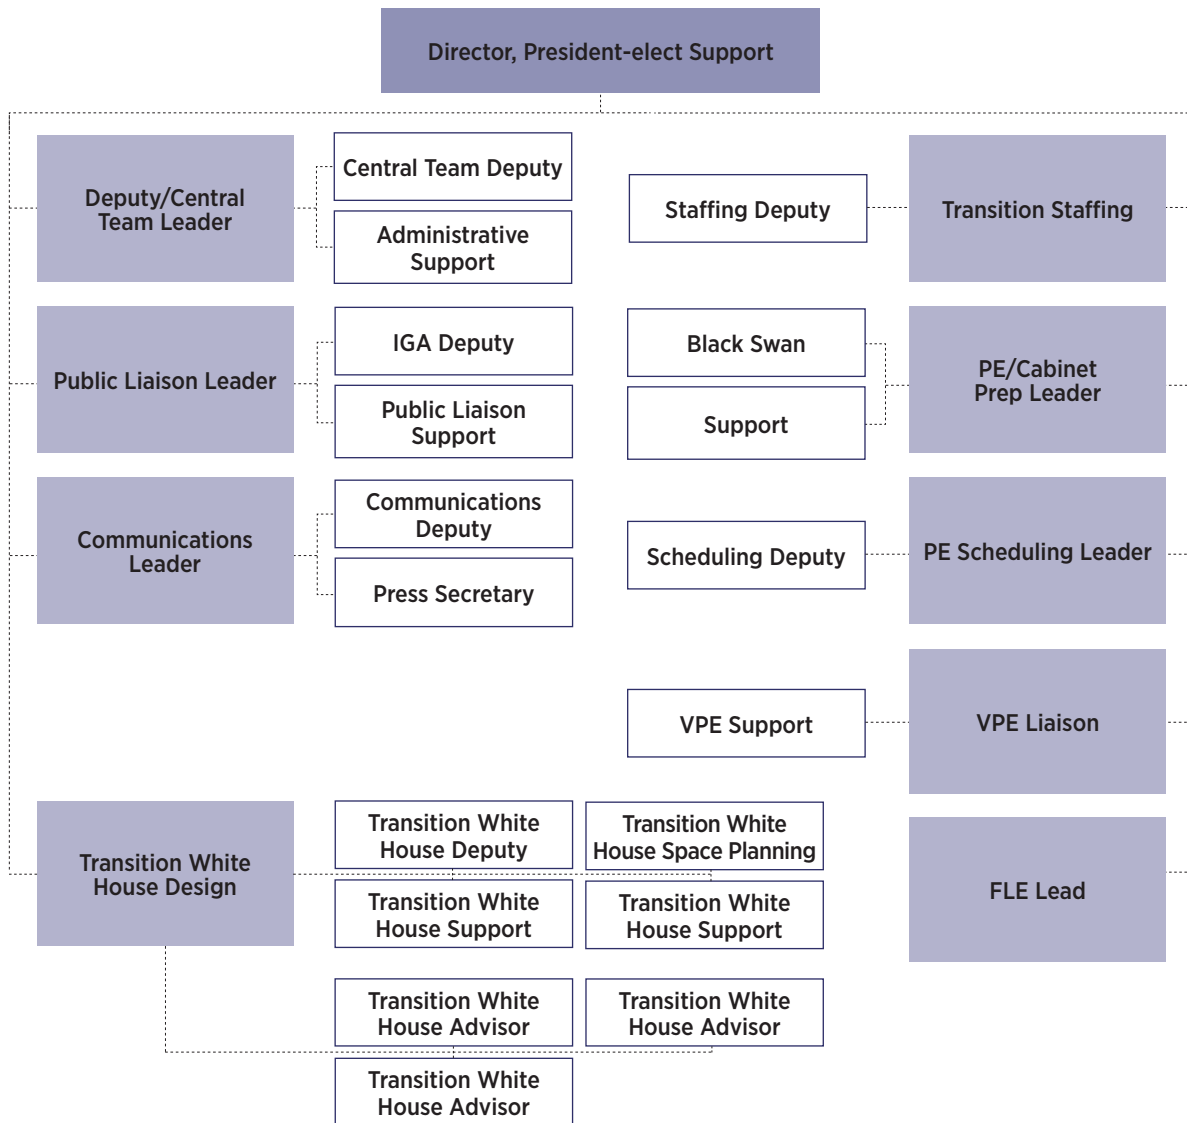 Director, President-elect Support
Deputy/Central
Team Leader
Central Team Deputy
Administrative
Support
Staffing Deputy
Transition Staffing
Public Liaison Leader
IGA Deputy
Public Liaison
Support
Black Swan
Support
PE/Cabinet
Prep Leader
Communications
Leader
Communications
Deputy
Press Secretary
Scheduling Deputy
PE Scheduling Leader
VPE Support
VPE Liaison
Transition White
House Design
Transition White
House Deputy
Transition White
House Space Planning
Transition White
House Support
Transition White
House Support
FLE Lead
Transition White
House Advisor
Transition White
House Advisor
Transition White
House Advisor